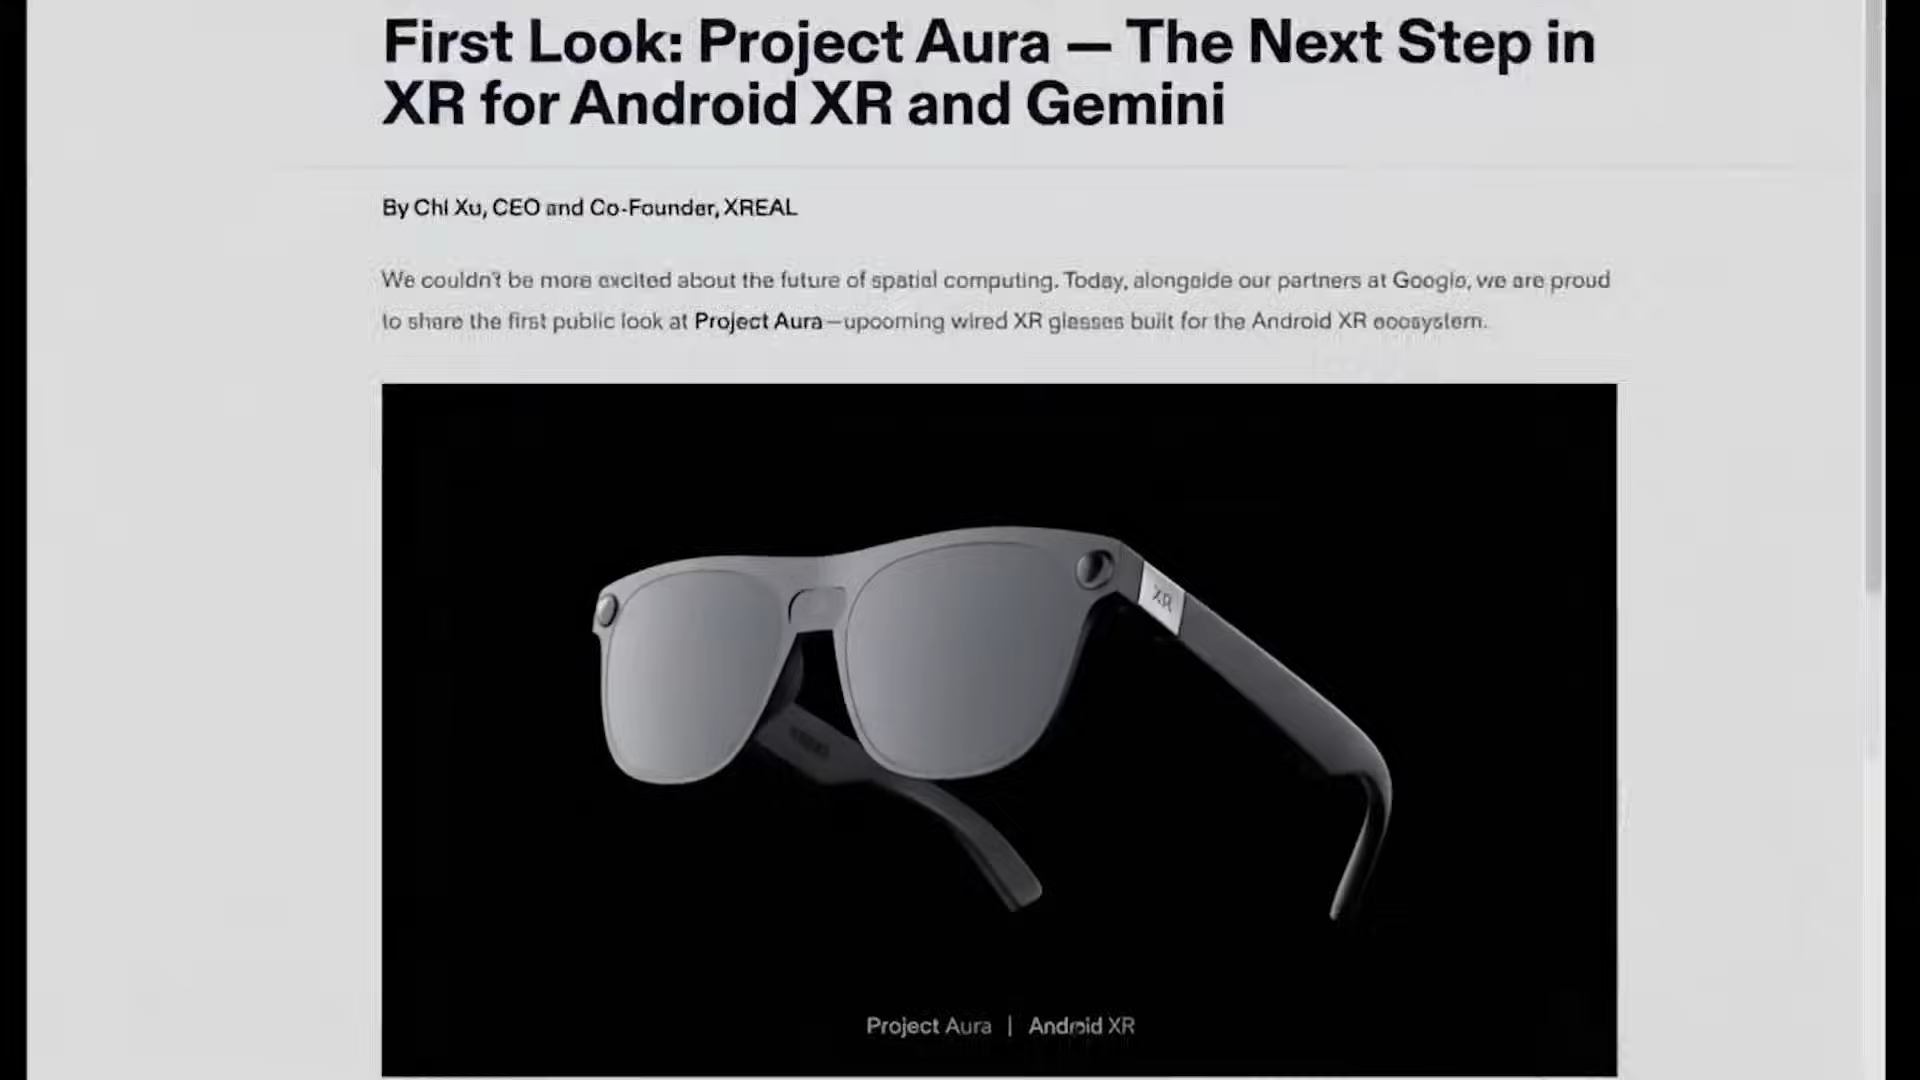 First Look: Project Aura — The Next Step in
XR for Android XR and Gemini
By Chi Xu, CEO and Co-Founder, XREAL
We couldn't be more excited about the future of spatial computing. Today, alongside our partners at Google, we are proud
to share the first public look at Project Aura—upcoming wired XR glasses built for the Android XR ecosystem.
XR
Project Aura | Android XR